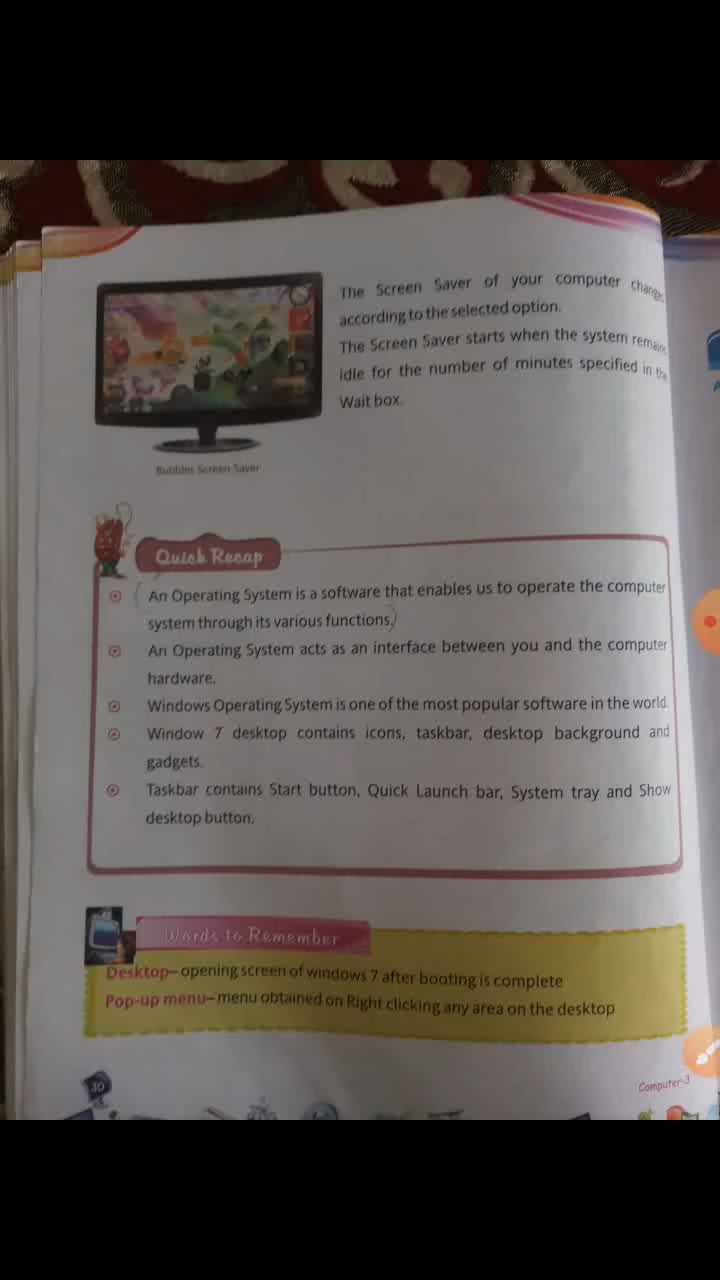 The Screen Saver of your computer changes
according to the selected option.
The Screen Saver starts when the system remains
idle for the number of minutes specified in the
Wait box.
Bubbles Screen Saver
Quick Recap
An Operating System is a software that enables us to operate the computer
system through its various functions.
An Operating System acts as an interface between you and the computer
hardware.
Windows Operating System is one of the most popular software in the world.
Window 7 desktop contains icons, taskbar, desktop background and
gadgets.
Taskbar contains Start button, Quick Launch bar, System tray and Show
desktop button.
Words to Remember
Desktop– opening screen of windows 7 after booting is complete
Pop-up menu– menu obtained on Right clicking any area on the desktop
30
Computer-3